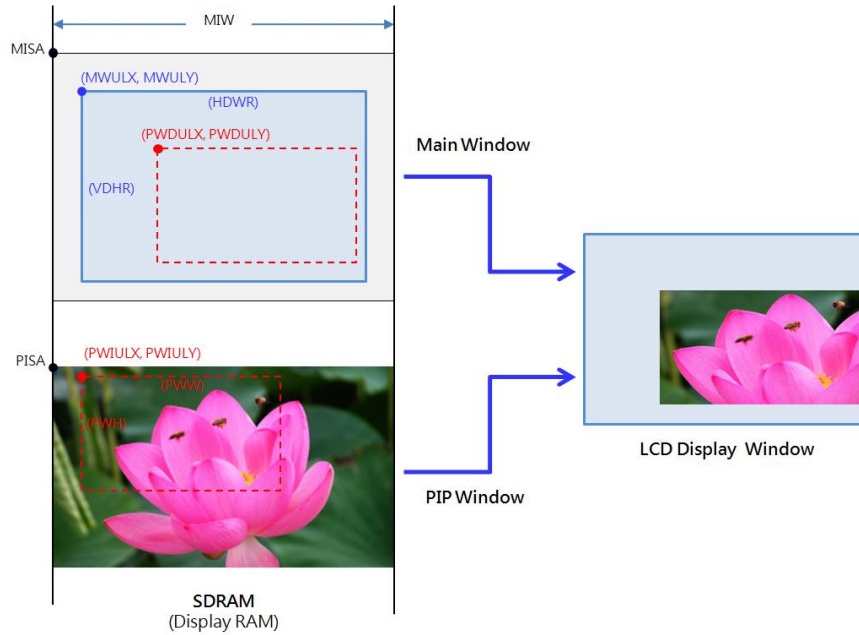 MIW
MISA
(MWULX, MWULY)
(HDWR)
(PWDULX, PWDULY)
(VDHR)
Main Window
PISA
(PWIULX, PWIULY)
(PWW)
(PWH)
LCD Display Window
PIP Window
SDRAM
(Display RAM)